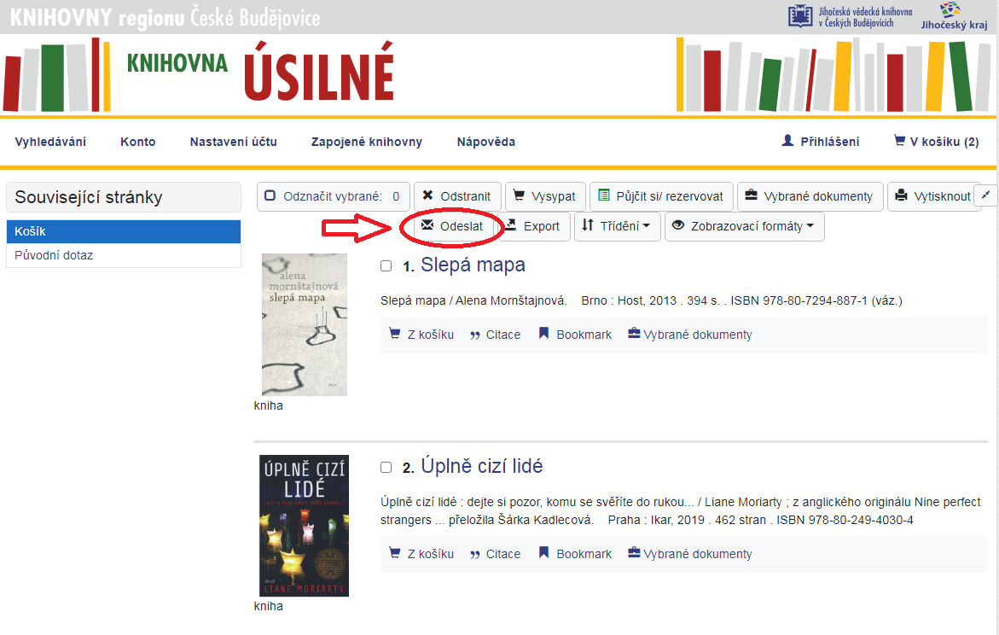 KNIHOVNY regionu České Budějovice
Jihočeská vědecká knihovna
v Českých Budějovicích
Jihočeský kraj
KNIHOVNA ÚSILNÉ
Vyhledávání Konto Nastavení účtu Zapojené knihovny Nápověda Přihlášení V košíku (2)
Související stránky
Košík
Původní dotaz
Odznačit vybrané: 0 Odstranit Vysypat Půjčit si/ rezervovat Vybrané dokumenty Vytisknout
Odeslat Export Třídění Zobrazovací formáty
alena
mornštajnová
slepá mapa
1. Slepá mapa
Slepá mapa / Alena Mornštajnová. Brno : Host, 2013 . 394 s. . ISBN 978-80-7294-887-1 (váz.)
Z košíku Citace Bookmark Vybrané dokumenty
kniha
ÚPLNĚ CIZÍ
LIDÉ
LIANE MORIARTY
2. Úplně cizí lidé
Úplně cizí lidé : dejte si pozor, komu se svěříte do rukou... / Liane Moriarty ; z anglického originálu Nine perfect
strangers ... přeložila Šárka Kadlecová. Praha : Ikar, 2019 . 462 stran . ISBN 978-80-249-4030-4
Z košíku Citace Bookmark Vybrané dokumenty
kniha